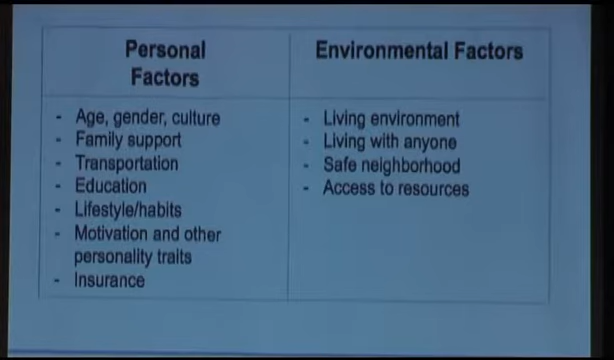 Personal
Factors
Environmental Factors
- Age, gender, culture
- Family support
- Transportation
- Education
- Lifestyle/habits
- Motivation and other
personality traits
- Insurance
- Living environment
- Living with anyone
- Safe neighborhood
- Access to resources